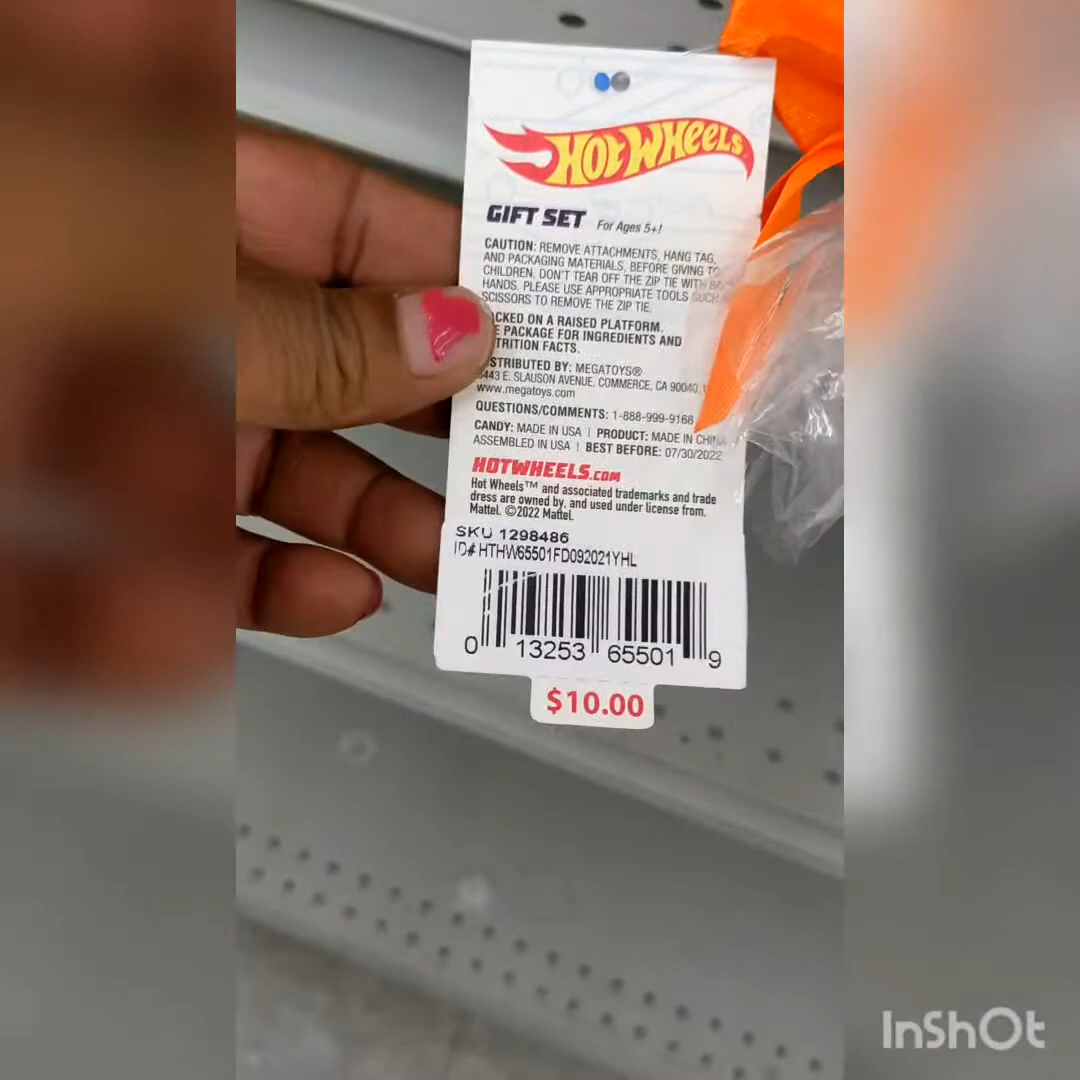 HOT WHEELS
GIFT SET For Ages 5+!
CAUTION: REMOVE ATTACHMENTS, HANG TAG,
AND PACKAGING MATERIALS, BEFORE GIVING TO
CHILDREN. DON'T TEAR OFF THE ZIP TIE WITH
HANDS. PLEASE USE APPROPRIATE TOOLS SUCH
SCISSORS TO REMOVE THE ZIP TIE.
ACKED ON A RAISED PLATFORM.
E PACKAGE FOR INGREDIENTS AND
TRITION FACTS.
STRIBUTED BY: MEGATOYS®
443 E. SLAUSON AVENUE, COMMERCE, CA 90040,
www.megatoys.com
QUESTIONS/COMMENTS: 1-888-999-9168
CANDY: MADE IN USA | PRODUCT: MADE IN CHINA
ASSEMBLED IN USA | BEST BEFORE: 07/30/2022
HOTWHEELS.COM
Hot Wheels™ and associated trademarks and trade
dress are owned by, and used under license from.
Mattel. ©2022 Mattel.
SKU 1298486
ID# HTHW65501FD092021YHL
0 13253 65501 9
$10.00
InShOt